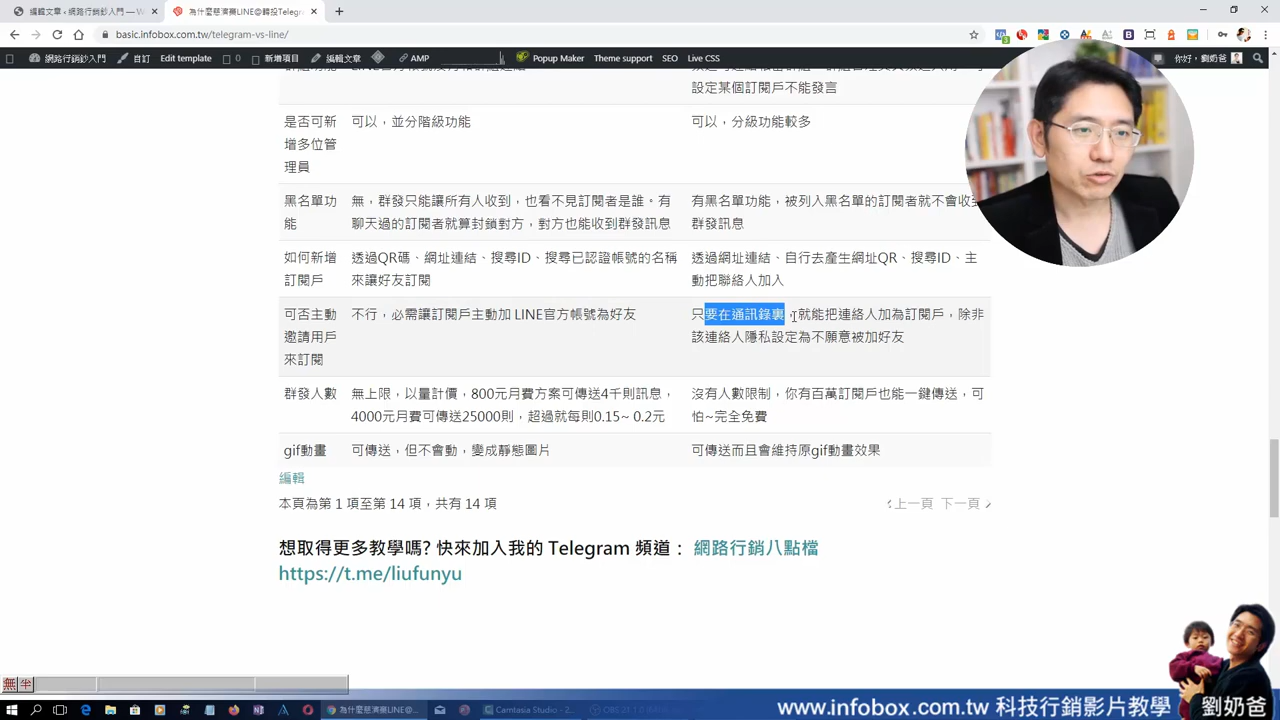 編輯文章 ‹ 網路行銷鈔入門 — W
為什麼慈濟棄LINE@轉投Telegr
basic.infobox.com.tw/telegram-vs-line/
網路行銷鈔入門
自訂
Edit template
0
新增項目
編輯文章
AMP
Popup Maker
Theme support
SEO
Live CSS
你好，劉奶爸
設定某個訂閱戶不能發言
是否可新增多位管理員
可以，並分階級功能
可以，分級功能較多
黑名單功能
無，群發只能讓所有人收到，也看不見訂閱者是誰。有
聊天過的訂閱者就算封鎖對方，對方也能收到群發訊息
有黑名單功能，被列入黑名單的訂閱者就不會收到
群發訊息
如何新增訂閱戶
透過QR碼、網址連結、搜尋ID、搜尋已認證帳號的名稱
來讓好友訂閱
透過網址連結、自行去產生網址QR、搜尋ID、主
動把聯絡人加入
可否主動邀請用戶來訂閱
不行，必需讓訂閱戶主動加 LINE官方帳號為好友
只要在通訊錄裏，就能把連絡人加為訂閱戶，除非
該連絡人隱私設定為不願意被加好友
群發人數
無上限，以量計價，800元月費方案可傳送4千則訊息，
4000元月費可傳送25000則，超過就每則0.15~ 0.2元
沒有人數限制，你有百萬訂閱戶也能一鍵傳送，可
怕~完全免費
gif動畫
可傳送，但不會動，變成靜態圖片
可傳送而且會維持原gif動畫效果
編輯
本頁為第 1 項至第 14 項，共有 14 項
上一頁 下一頁
想取得更多教學嗎? 快來加入我的 Telegram 頻道： 網路行銷八點檔
https://t.me/liufunyu
無 半
為什麼慈濟棄LINE@...
Camtasia Studio - 2...
www.infobox.com.tw 科技行銷影片教學
劉奶爸